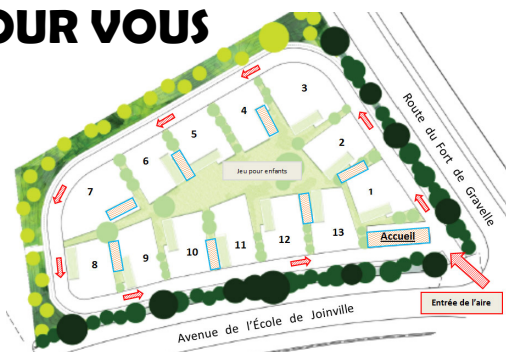 OUR VOUS
3
4
5
6
7
2
1
Jeu pour enfants
Accueil
8
9
10
11
12
13
Route du Fort de Gravelle
Entrée de l'aire
Avenue de l'École de Joinville